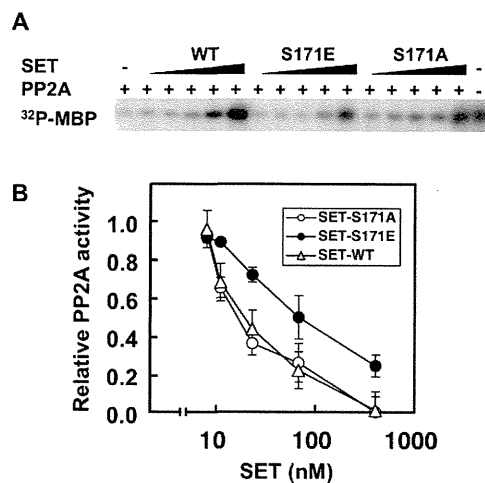 A
WT S171E S171A
SET - -
PP2A + + + + + + + + + + + + + + + + -
³²P-MBP
B
SET-S171A
SET-S171E
SET-WT
Relative PP2A activity
1.0
0.8
0.6
0.4
0.2
0.0
10 100 1000
SET (nM)